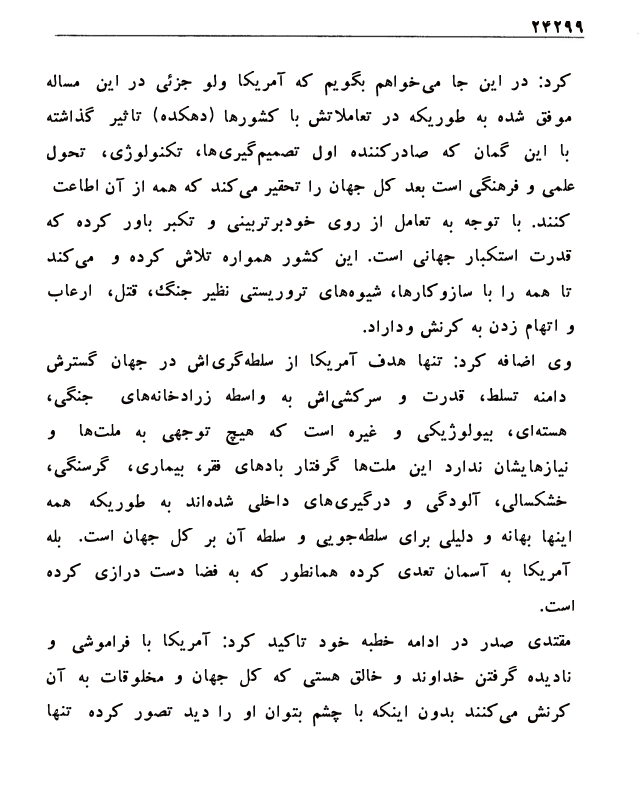 ۲۴۲۹۹
کرد: در این جا می‌خواهم بگویم که آمریکا ولو جزئی در این مساله
موفق شده به طوریکه در تعاملاتش با کشورها (دهکده) تاثیر گذاشته
با این گمان که صادرکننده اول تصمیم‌گیری‌ها، تکنولوژی، تحول
علمی و فرهنگی است بعد کل جهان را تحقیر می‌کند که همه از آن اطاعت
کنند. با توجه به تعامل از روی خودبرتربینی و تکبر باور کرده که
قدرت استکبار جهانی است. این کشور همواره تلاش کرده و می‌کند
تا همه را با سازوکارها، شیوه‌های تروریستی نظیر جنگ، قتل، ارعاب
و اتهام زدن به کرنش وداراد.
وی اضافه کرد: تنها هدف آمریکا از سلطه‌گری‌اش در جهان گسترش
دامنه تسلط، قدرت و سرکشی‌اش به واسطه زرادخانه‌های جنگی،
هسته‌ای، بیولوژیکی و غیره است که هیچ توجهی به ملت‌ها و
نیازهایشان ندارد این ملت‌ها گرفتار بادهای فقر، بیماری، گرسنگی،
خشکسالی، آلودگی و درگیری‌های داخلی شده‌اند به طوریکه همه
اینها بهانه و دلیلی برای سلطه‌جویی و سلطه آن بر کل جهان است. بله
آمریکا به آسمان تعدی کرده همانطور که به فضا دست درازی کرده
است.
مقتدی صدر در ادامه خطبه خود تاکید کرد: آمریکا با فراموشی و
نادیده گرفتن خداوند و خالق هستی که کل جهان و مخلوقات به آن
کرنش می‌کنند بدون اینکه با چشم بتوان او را دید تصور کرده تنها